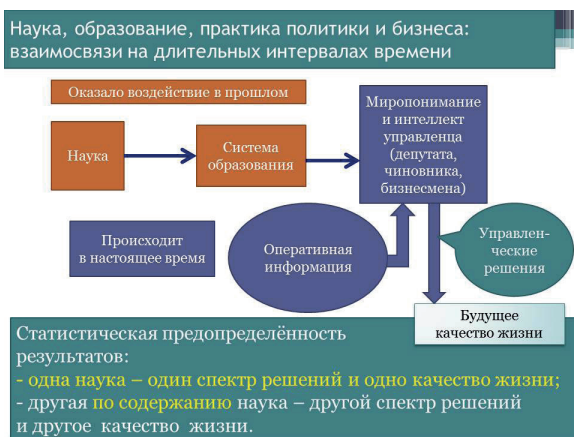 Наука, образование, практика политики и бизнеса:
взаимосвязи на длительных интервалах времени
Оказало воздействие в прошлом
Наука
Система
образования
Миропонимание
и интеллект
управленца
(депутата,
чиновника,
бизнесмена)
Происходит
в настоящее время
Оперативная
информация
Управлен-
ческие
решения
Будущее
качество жизни
Статистическая предопределённость
результатов:
- одна наука – один спектр решений и одно качество жизни;
- другая по содержанию наука – другой спектр решений
и другое качество жизни.